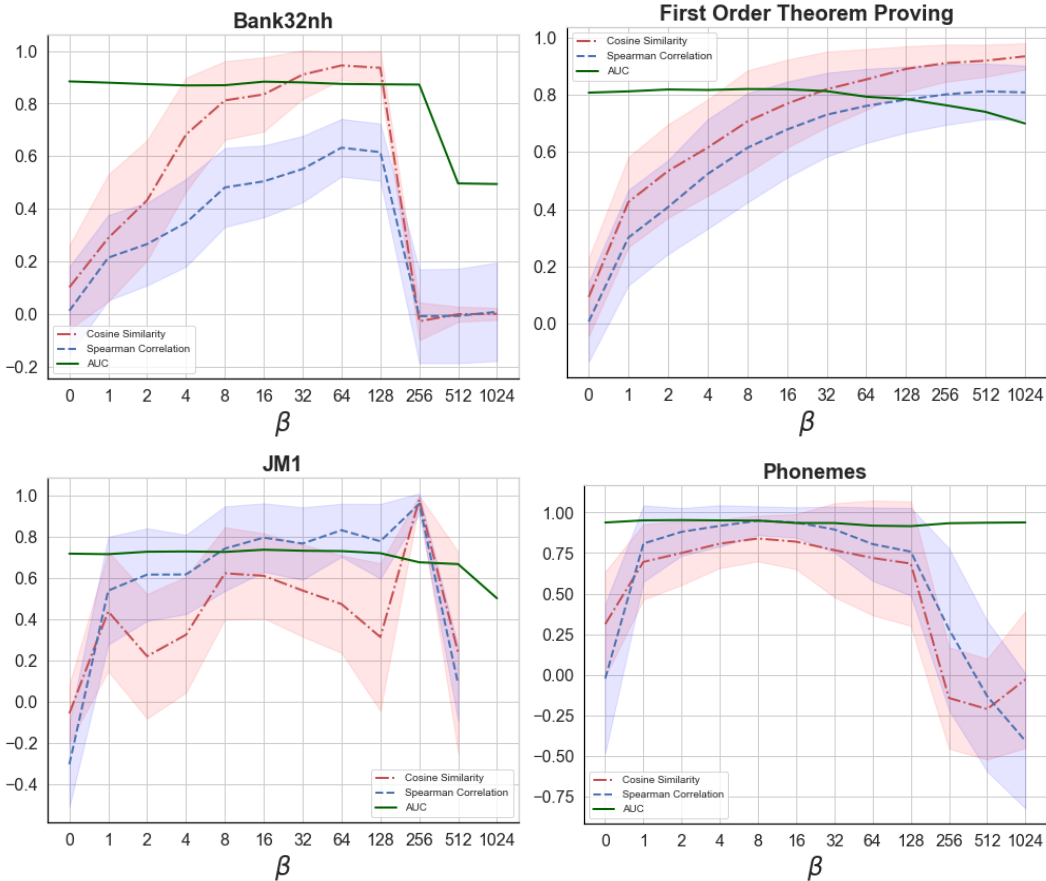 Bank32nh
1.0
0.8
0.6
0.4
0.2
0.0
−0.2
Cosine Similarity
Spearman Correlation
AUC
0 1 2 4 8 16 32 64 128 256 512 1024
β
First Order Theorem Proving
1.0
0.8
0.6
0.4
0.2
0.0
Cosine Similarity
Spearman Correlation
AUC
0 1 2 4 8 16 32 64 128 256 512 1024
β
JM1
1.0
0.8
0.6
0.4
0.2
0.0
−0.2
−0.4
Cosine Similarity
Spearman Correlation
AUC
0 1 2 4 8 16 32 64 128 256 512 1024
β
Phonemes
1.00
0.75
0.50
0.25
0.00
−0.25
−0.50
−0.75
Cosine Similarity
Spearman Correlation
AUC
0 1 2 4 8 16 32 64 128 256 512 1024
β